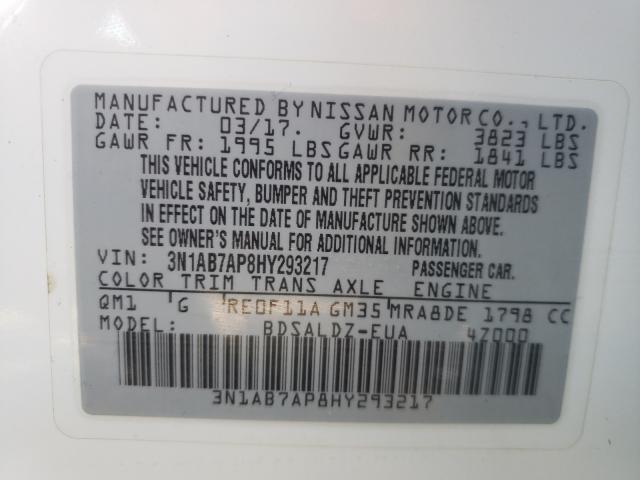 MANUFACTURED BY NISSAN MOTOR CO., LTD.
DATE: 03/17. GVWR: 3823 LBS
GAWR FR: 1995 LBS GAWR RR: 1841 LBS
THIS VEHICLE CONFORMS TO ALL APPLICABLE FEDERAL MOTOR
VEHICLE SAFETY, BUMPER AND THEFT PREVENTION STANDARDS
IN EFFECT ON THE DATE OF MANUFACTURE SHOWN ABOVE.
SEE OWNER'S MANUAL FOR ADDITIONAL INFORMATION.
VIN: 3N1AB7AP8HY293217 PASSENGER CAR.
COLOR TRIM TRANS AXLE ENGINE
QM1 G RE0F11A GM35 MRA8DE 1798 CC
MODEL: BDSALDZ-EUA 47000
3N1AB7AP8HY293217